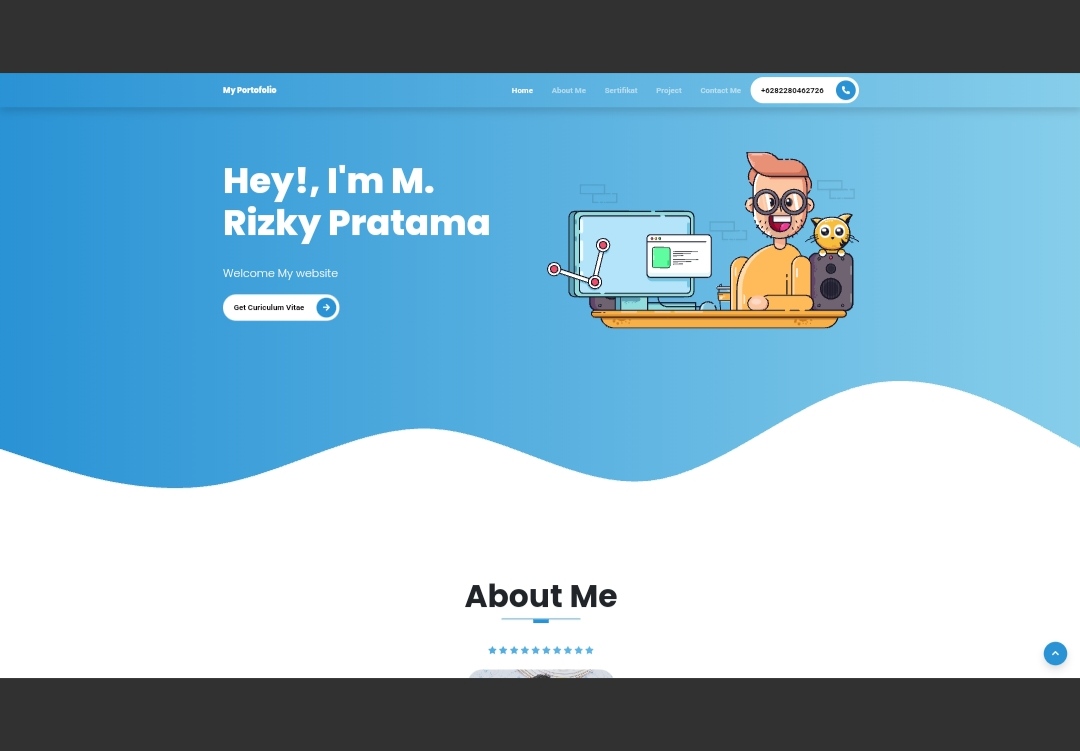 My Portofolio
Home About Me Sertifikat Project Contact Me +6282280462726
Hey!, I'm M.
Rizky Pratama
Welcome My website
Get Curiculum Vitae
About Me